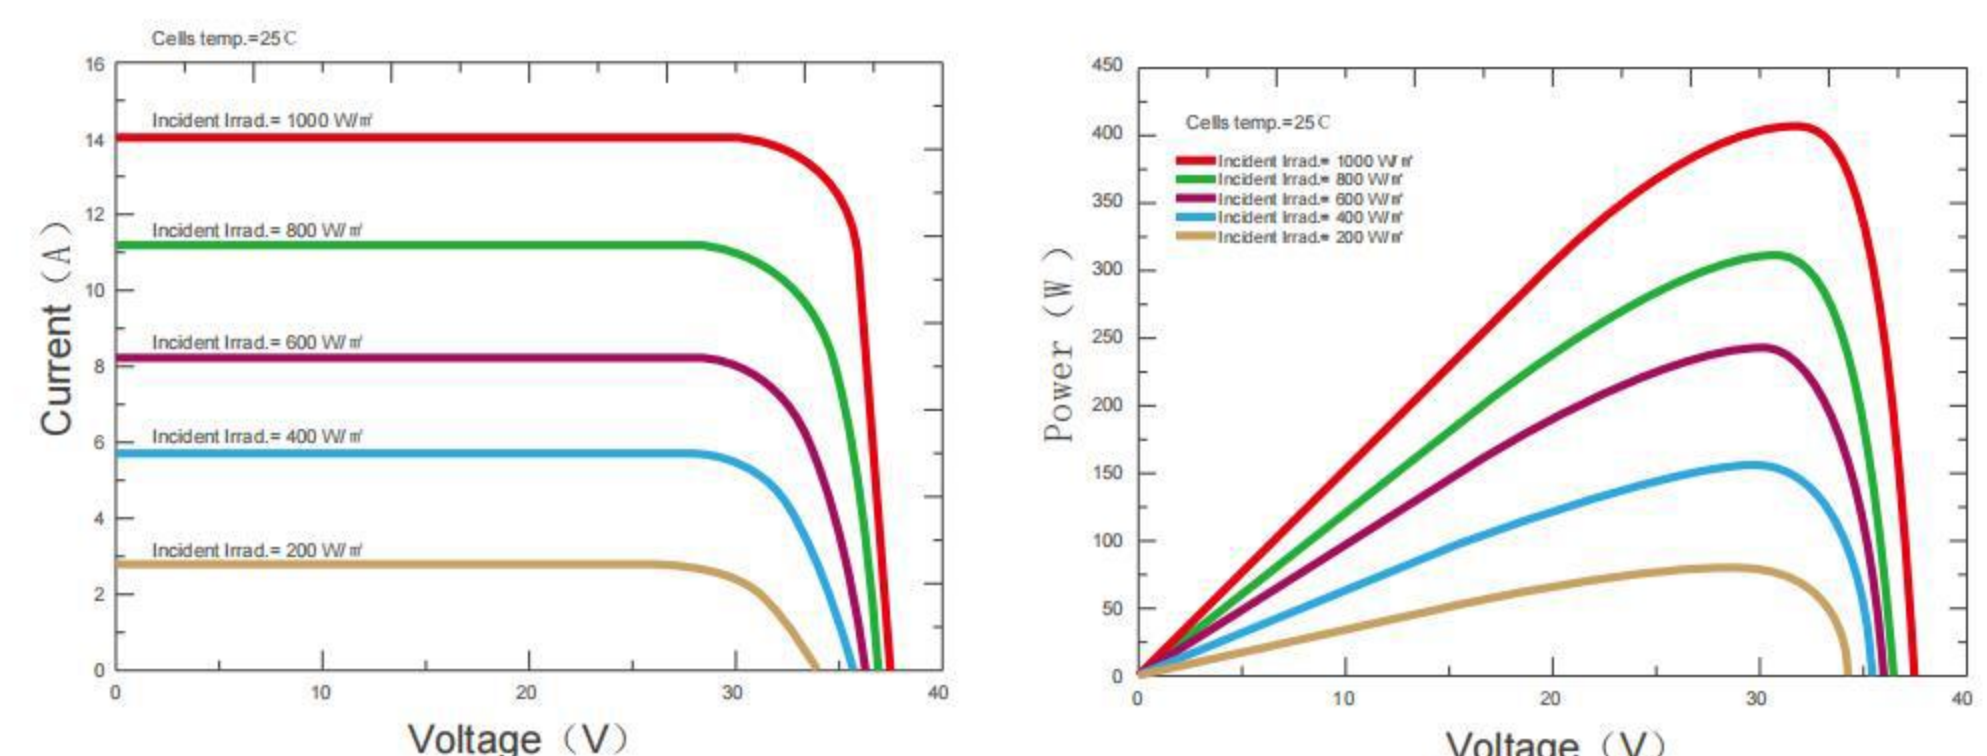 Cells temp.=25℃
16
14
12
10
8
6
4
2
0
Current（A）
Incident Irrad.= 1000 W/㎡
Incident Irrad.= 800 W/㎡
Incident Irrad.= 600 W/㎡
Incident Irrad.= 400 W/㎡
Incident Irrad.= 200 W/㎡
0 10 20 30 40
Voltage（V）
450
400
350
300
250
200
150
100
50
0
Power（W）
Cells temp.=25℃
Incident Irrad.= 1000 W/㎡
Incident Irrad.= 800 W/㎡
Incident Irrad.= 600 W/㎡
Incident Irrad.= 400 W/㎡
Incident Irrad.= 200 W/㎡
0 10 20 30 40
Voltage（V）